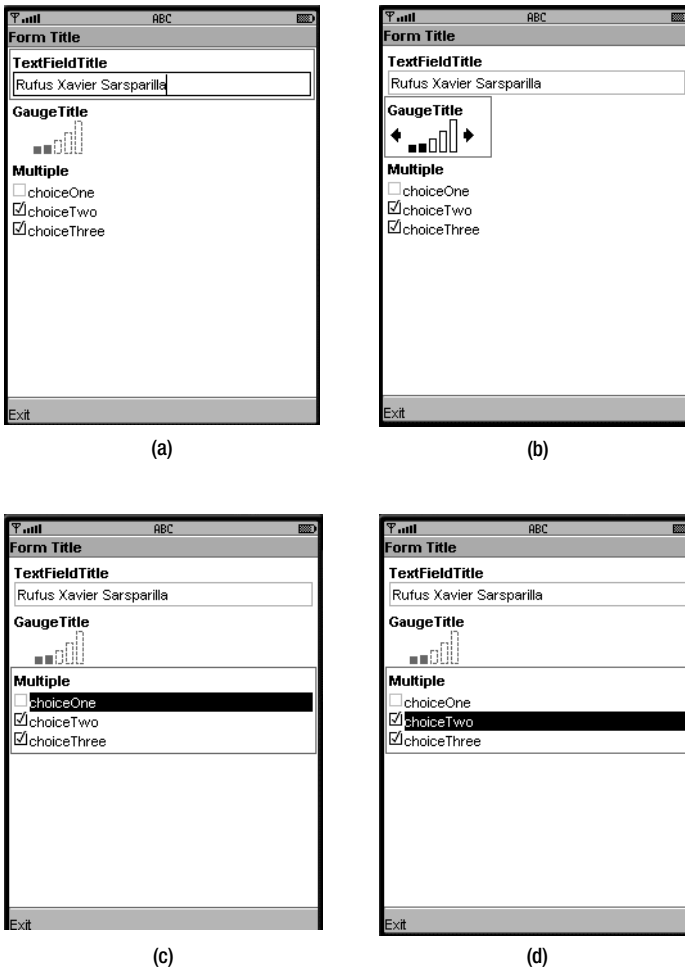 ABC
Form Title
TextFieldTitle
Rufus Xavier Sarsparilla
GaugeTitle
Multiple
choiceOne
choiceTwo
choiceThree
Exit
(a)
ABC
Form Title
TextFieldTitle
Rufus Xavier Sarsparilla
GaugeTitle
Multiple
choiceOne
choiceTwo
choiceThree
Exit
(b)
ABC
Form Title
TextFieldTitle
Rufus Xavier Sarsparilla
GaugeTitle
Multiple
choiceOne
choiceTwo
choiceThree
Exit
(c)
ABC
Form Title
TextFieldTitle
Rufus Xavier Sarsparilla
GaugeTitle
Multiple
choiceOne
choiceTwo
choiceThree
Exit
(d)